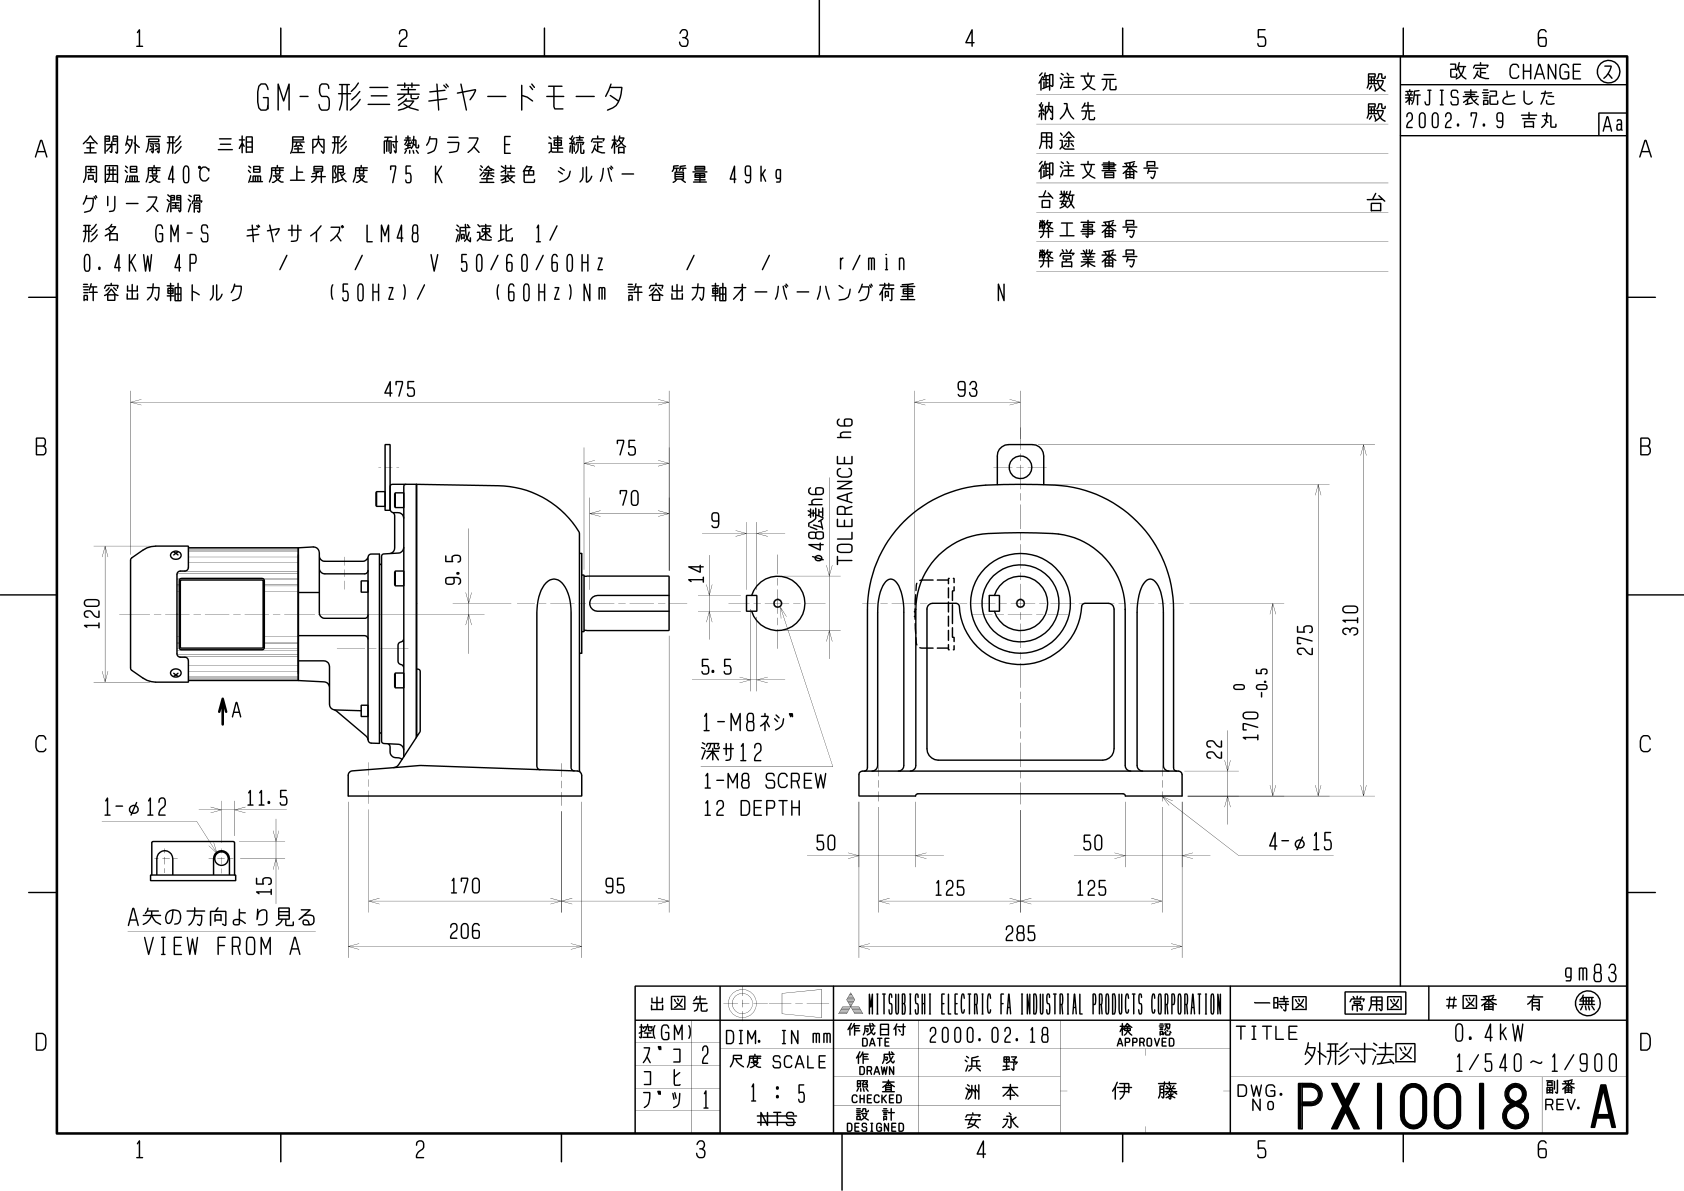 1 2 3 4 5 6
A A
B B
C C
D D
GM-S形三菱ギヤードモータ
全閉外扇形 三相 屋内形 耐熱クラス E 連続定格
周囲温度40℃ 温度上昇限度 75 K 塗装色 シルバー 質量 49kg
グリース潤滑
形名 GM-S ギヤサイズ LM48 減速比 1/
0.4KW 4P / / V 50/60/60Hz / / r/min
許容出力軸トルク (50Hz)/ (60Hz)Nm 許容出力軸オーバーハング荷重 N
御注文元 殿
納入先 殿
用途
御注文書番号
台数 台
弊工事番号
弊営業番号
改定 CHANGE ス
新JIS表記とした
2002.7.9 吉丸 Aa
475
75
70
9.5
120
A
170
95
206
1-φ12
11.5
15
A矢の方向より見る
VIEW FROM A
9
14
5.5
φ48公差h6
TOLERANCE h6
1-M8ネジ
深サ12
1-M8 SCREW
12 DEPTH
93
310
275
170 0 -0.5
22
50
50
4-φ15
125
125
285
gm83
出図先
控(GM)
ズコ 2
コヒ
ブツ 1
DIM. IN mm
尺度 SCALE
1 : 5
NTS
MITSUBISHI ELECTRIC FA INDUSTRIAL PRODUCTS CORPORATION
作成日付 DATE 2000.02.18
検認 APPROVED
作成 DRAWN 浜野
照査 CHECKED 洲本
設計 DESIGNED 安永
伊藤
一時図 常用図 #図番 有 無
TITLE 外形寸法図
0.4kW
1/540~1/900
DWG. No PX10018
副番 REV. A
1 2 3 4 5 6